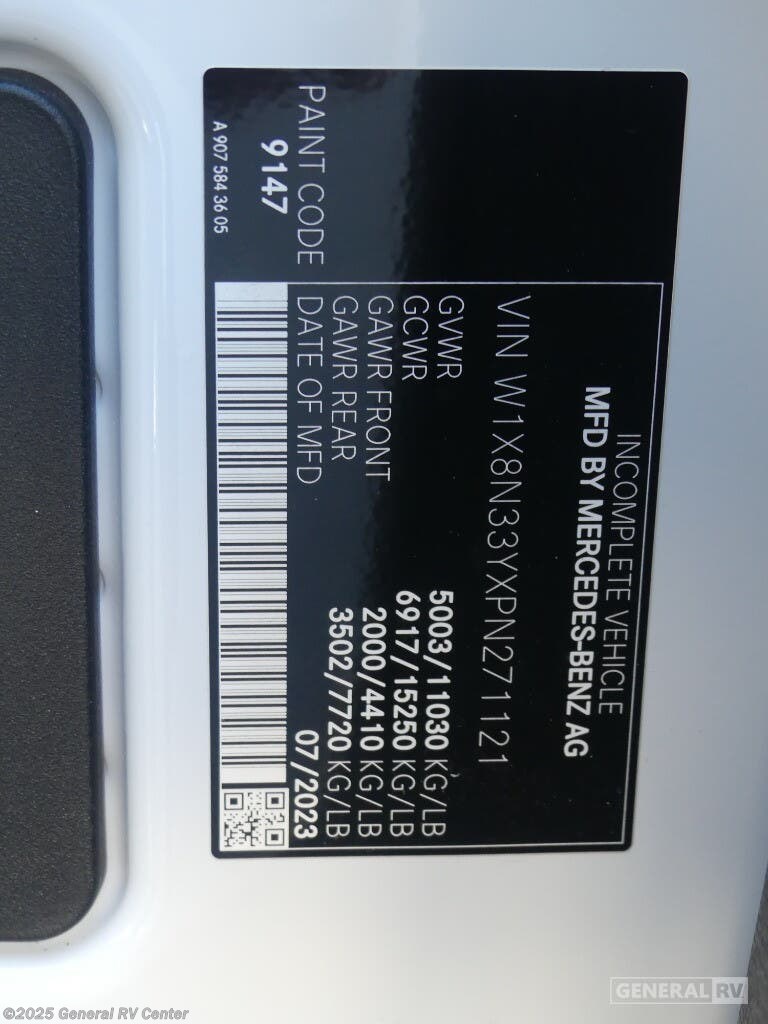 INCOMPLETE VEHICLE
MFD BY MERCEDES-BENZ AG
VIN W1X8N33YXPN271121
GVWR 5003/11030 KG/LB
GCWR 6917/15250 KG/LB
GAWR FRONT 2000/4410 KG/LB
GAWR REAR 3502/7720 KG/LB
DATE OF MFD 07/2023
PAINT CODE
9147
A 907 584 36 05
©2025 General RV Center
GENERAL RV